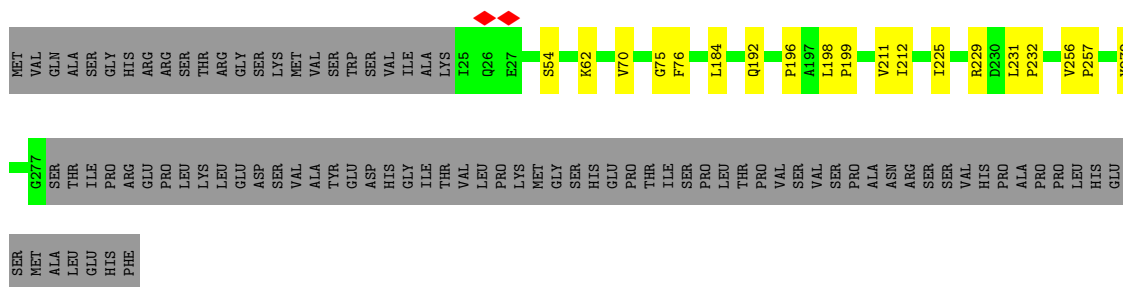 MET VAL GLN ALA SER GLY HIS ARG ARG SER THR ARG GLY SER LYS MET VAL SER TRP SER VAL ILE ALA LYS I25 Q26 E27 S54 K62 V70 G75 F76 L184 Q192 P196 A197 L198 P199 V211 I212 I225 R229 D230 L231 P232 V256 P257
G277 SER THR ILE PRO ARG GLU PRO LEU LYS LEU GLU ASP SER VAL ALA TYR GLU ASP HIS GLY ILE THR VAL LEU PRO LYS MET GLY SER HIS GLU PRO THR ILE SER PRO LEU THR PRO VAL SER VAL SER PRO ALA ASN ARG SER SER VAL HIS PRO ALA PRO PRO LEU HIS GLU
SER MET ALA LEU GLU HIS PHE